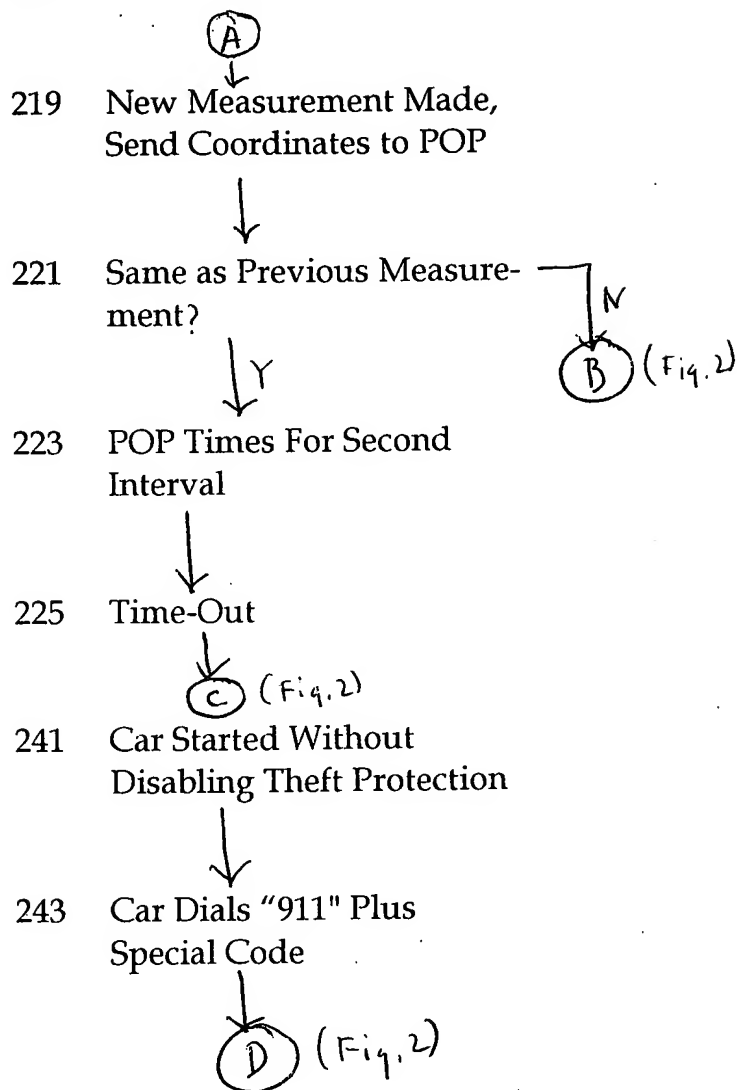 A
219 New Measurement Made,
Send Coordinates to POP
221 Same as Previous Measure-
ment?
N
B (Fig. 2)
Y
223 POP Times For Second
Interval
225 Time-Out
C (Fig. 2)
241 Car Started Without
Disabling Theft Protection
243 Car Dials "911" Plus
Special Code
D (Fig. 2)